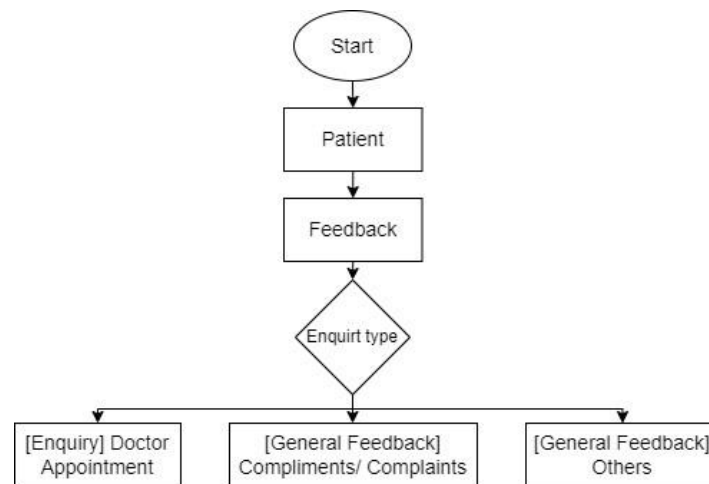 Start
Patient
Feedback
Enquirt type
[Enquiry] Doctor
Appointment
[General Feedback]
Compliments/ Complaints
[General Feedback]
Others